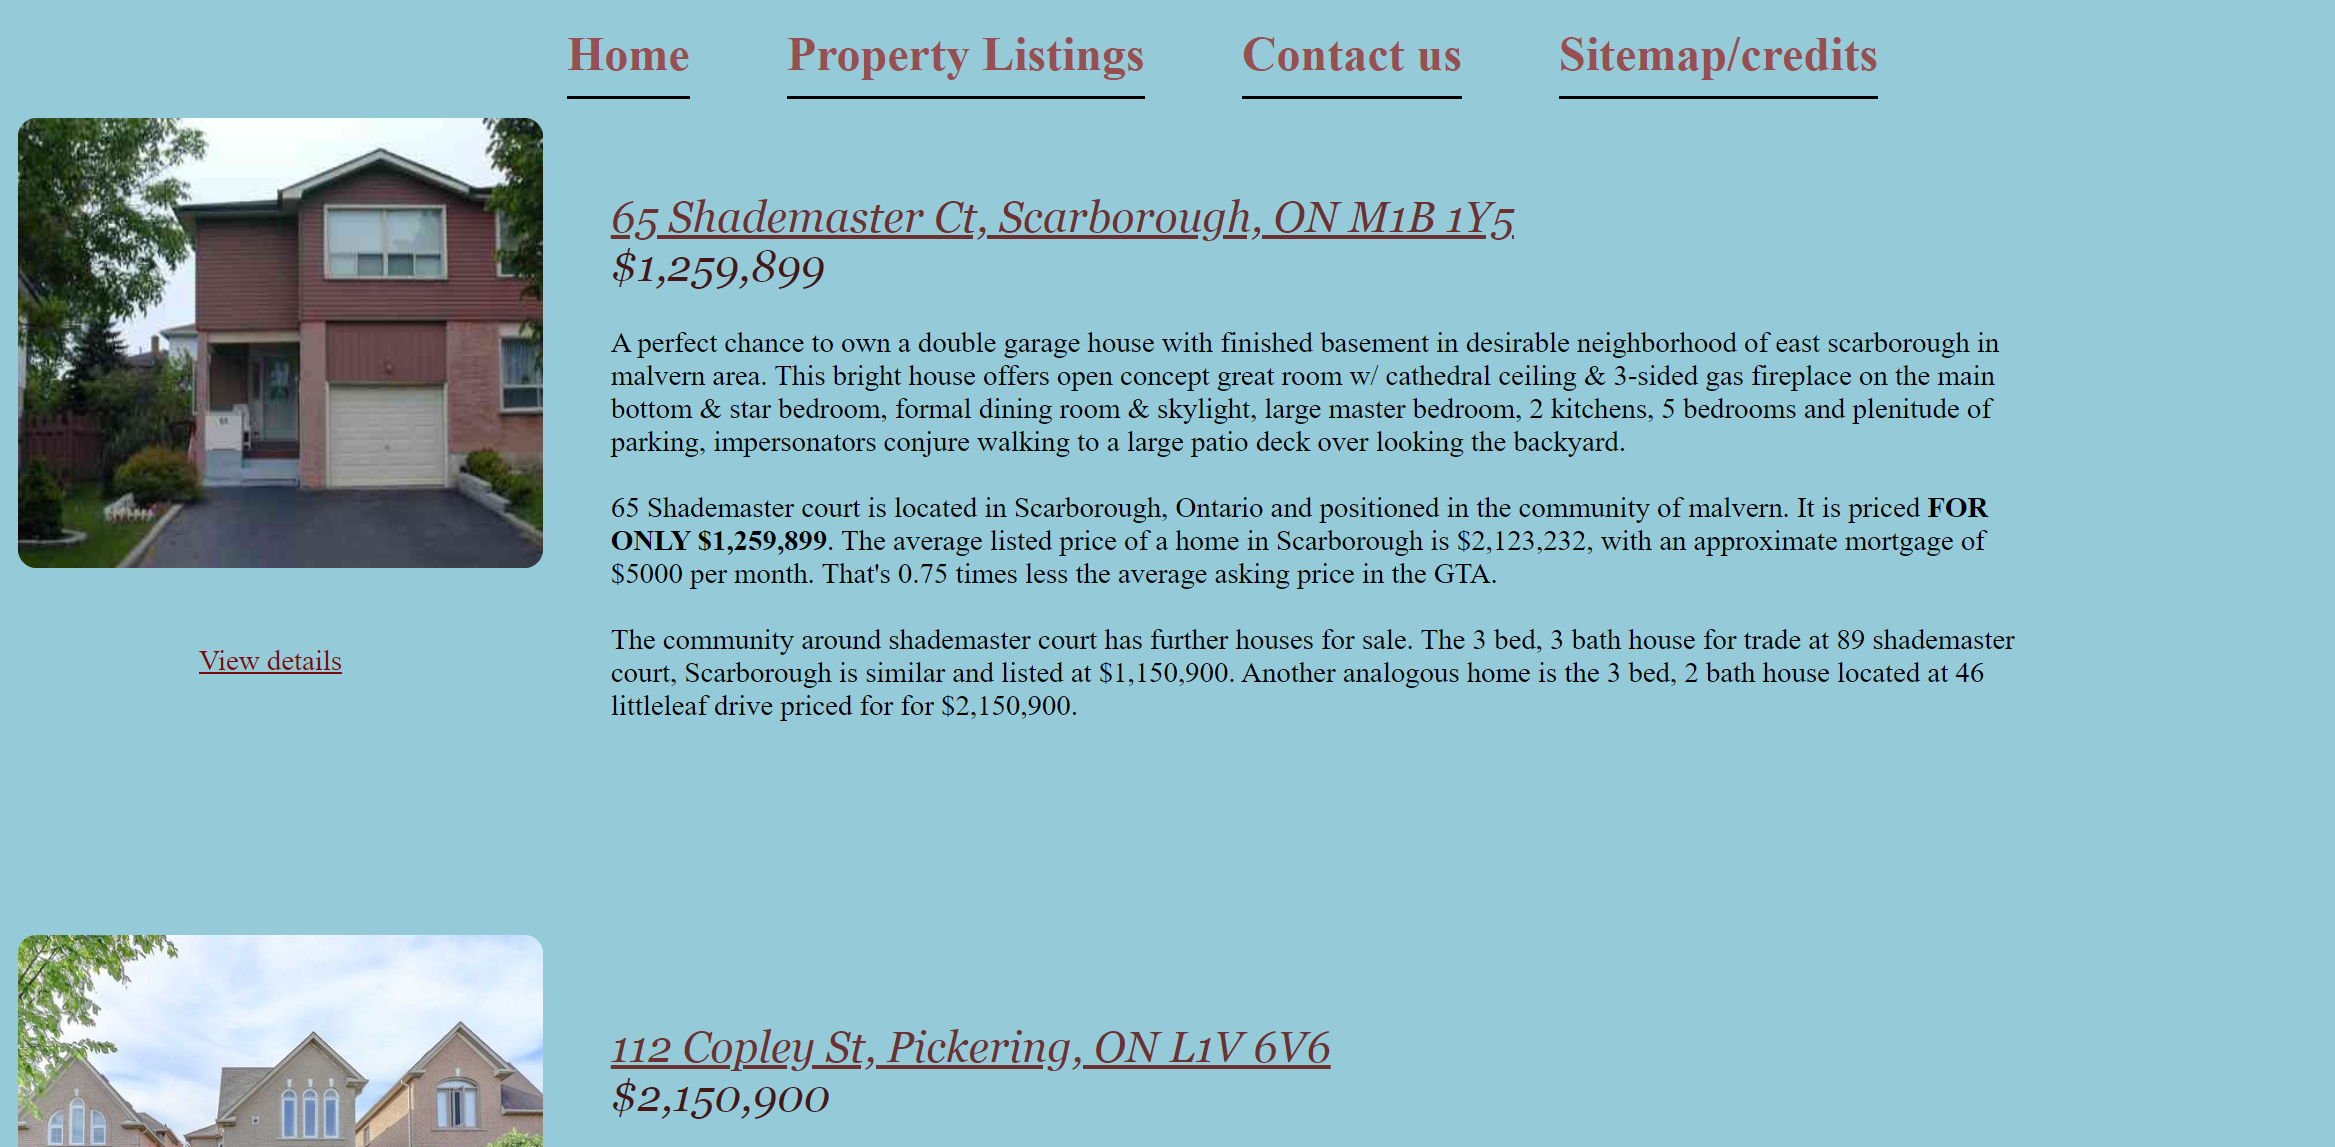 Home Property Listings Contact us Sitemap/credits
65 Shademaster Ct, Scarborough, ON M1B 1Y5
$1,259,899
A perfect chance to own a double garage house with finished basement in desirable neighborhood of east scarborough in
malvern area. This bright house offers open concept great room w/ cathedral ceiling & 3-sided gas fireplace on the main
bottom & star bedroom, formal dining room & skylight, large master bedroom, 2 kitchens, 5 bedrooms and plenitude of
parking, impersonators conjure walking to a large patio deck over looking the backyard.
65 Shademaster court is located in Scarborough, Ontario and positioned in the community of malvern. It is priced FOR
ONLY $1,259,899. The average listed price of a home in Scarborough is $2,123,232, with an approximate mortgage of
$5000 per month. That's 0.75 times less the average asking price in the GTA.
View details
The community around shademaster court has further houses for sale. The 3 bed, 3 bath house for trade at 89 shademaster
court, Scarborough is similar and listed at $1,150,900. Another analogous home is the 3 bed, 2 bath house located at 46
littleleaf drive priced for for $2,150,900.
112 Copley St, Pickering, ON L1V 6V6
$2,150,900